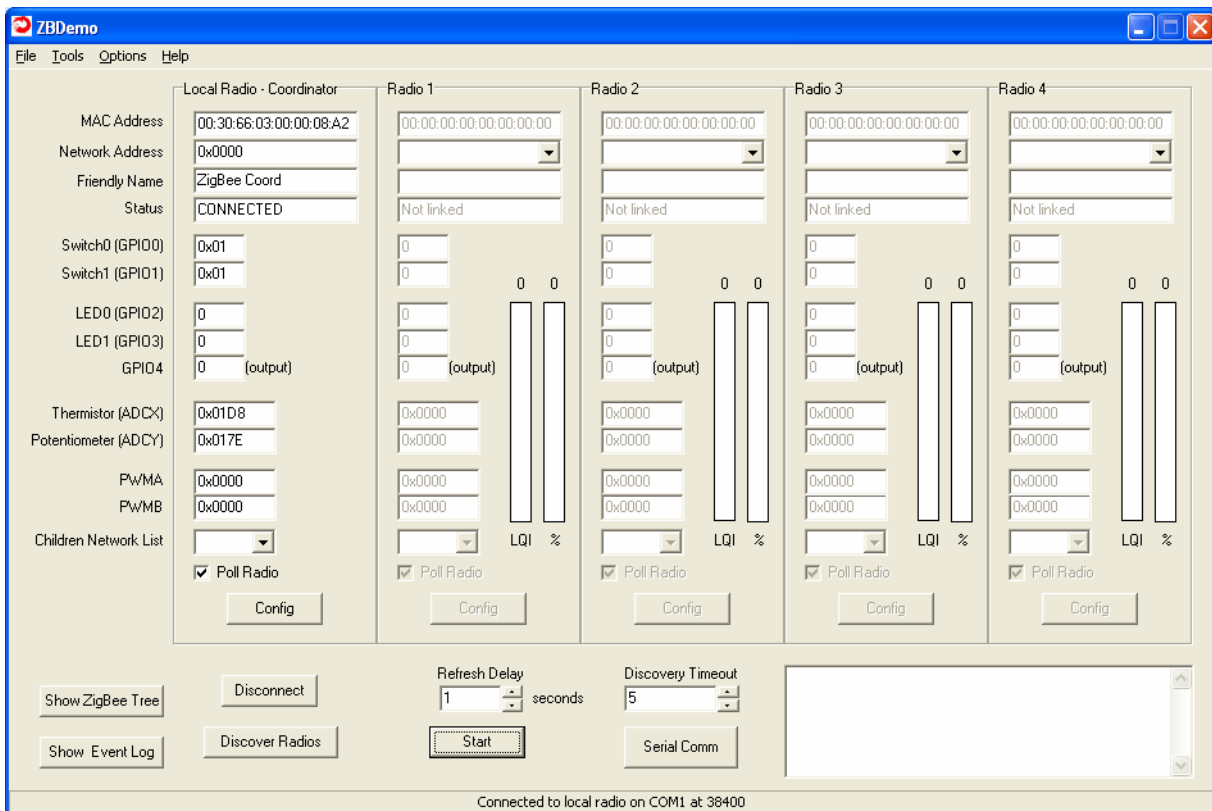 ZBDemo
File Tools Options Help
Local Radio - Coordinator Radio 1 Radio 2 Radio 3 Radio 4
MAC Address 00:30:66:03:00:00:08:A2 00:00:00:00:00:00:00:00 00:00:00:00:00:00:00:00 00:00:00:00:00:00:00:00 00:00:00:00:00:00:00:00
Network Address 0x0000
Friendly Name ZigBee Coord
Status CONNECTED Not linked Not linked Not linked Not linked
Switch0 (GPIO0) 0x01 0 0 0 0
Switch1 (GPIO1) 0x01 0 0 0 0
0 0 0 0 0 0 0 0
LED0 (GPIO2) 0 0 0 0 0
LED1 (GPIO3) 0 0 0 0 0
GPIO4 0 (output) 0 (output) 0 (output) 0 (output) 0 (output)
Thermistor (ADCX) 0x01D8 0x0000 0x0000 0x0000 0x0000
Potentiometer (ADCY) 0x017E 0x0000 0x0000 0x0000 0x0000
PWMA 0x0000 0x0000 0x0000 0x0000 0x0000
PWMB 0x0000 0x0000 0x0000 0x0000 0x0000
Children Network List LQI % LQI % LQI % LQI %
Poll Radio Poll Radio Poll Radio Poll Radio Poll Radio
Config Config Config Config Config
Refresh Delay Discovery Timeout
Show ZigBee Tree Disconnect 1 seconds 5
Show Event Log Discover Radios Start Serial Comm
Connected to local radio on COM1 at 38400